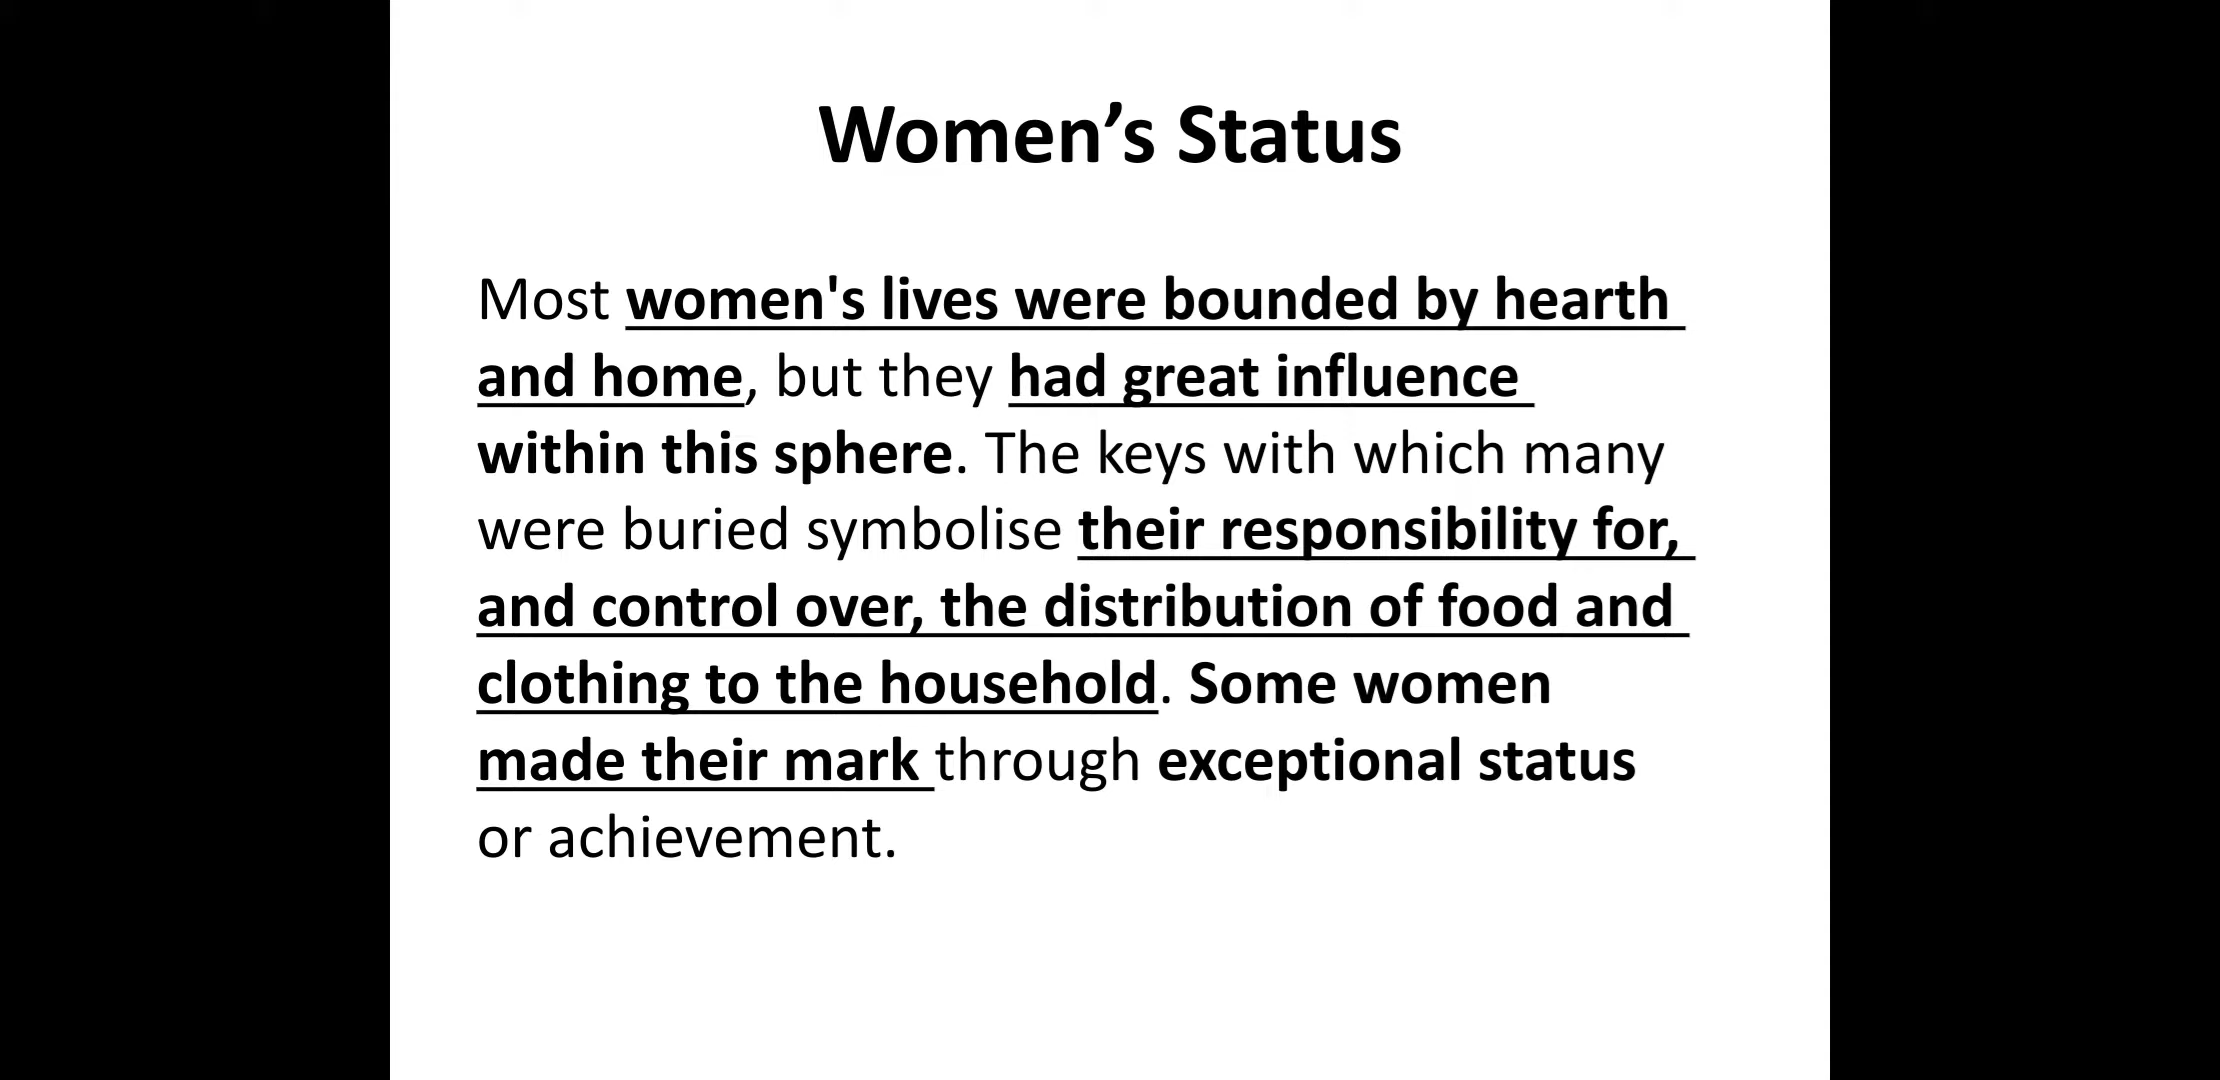 Women’s Status
Most women's lives were bounded by hearth
and home, but they had great influence
within this sphere. The keys with which many
were buried symbolise their responsibility for,
and control over, the distribution of food and
clothing to the household. Some women
made their mark through exceptional status
or achievement.